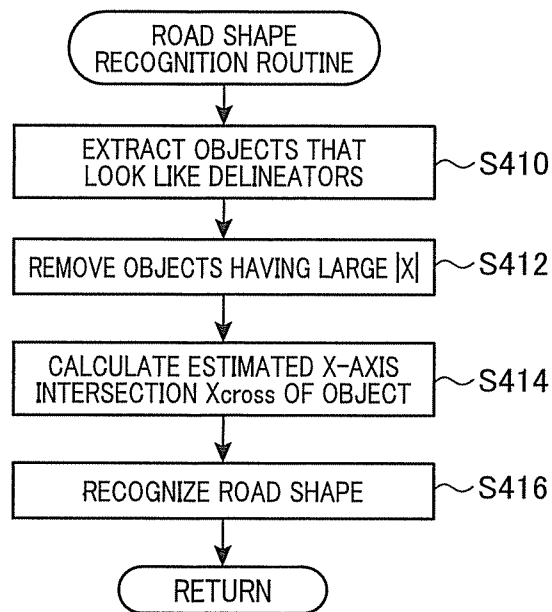 ROAD SHAPE
RECOGNITION ROUTINE
EXTRACT OBJECTS THAT
LOOK LIKE DELINEATORS
S410
REMOVE OBJECTS HAVING LARGE |X|
S412
CALCULATE ESTIMATED X-AXIS
INTERSECTION Xcross OF OBJECT
S414
RECOGNIZE ROAD SHAPE
S416
RETURN